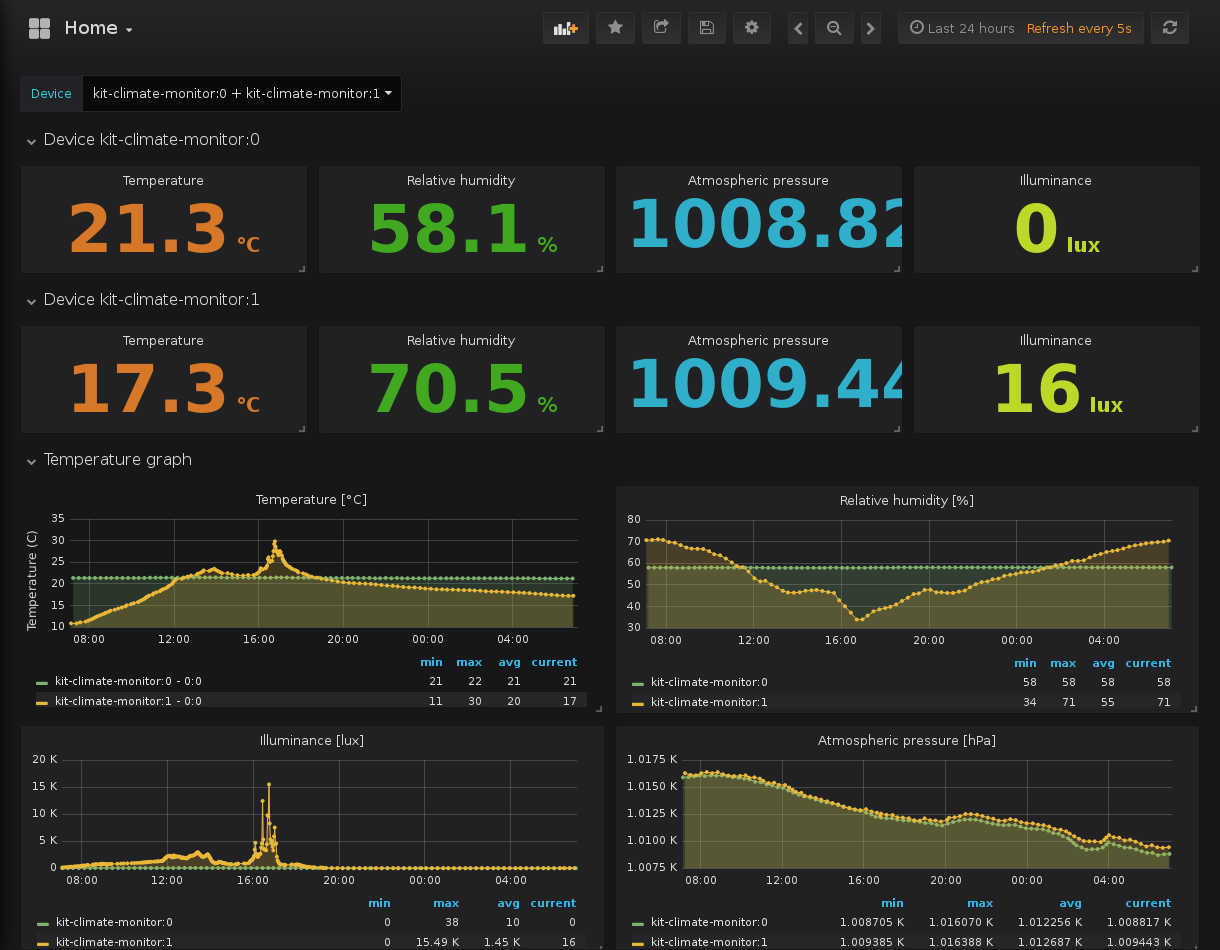 Home
Last 24 hours Refresh every 5s
Device kit-climate-monitor:0 + kit-climate-monitor:1
Device kit-climate-monitor:0
Temperature Relative humidity Atmospheric pressure Illuminance
21.3 °C 58.1 % 1008.82 0 lux
Device kit-climate-monitor:1
Temperature Relative humidity Atmospheric pressure Illuminance
17.3 °C 70.5 % 1009.44 16 lux
Temperature graph
Temperature [°C]
Temperature (C)
35
30
25
20
15
10
08:00 12:00 16:00 20:00 00:00 04:00
min max avg current
kit-climate-monitor:0 - 0:0 21 22 21 21
kit-climate-monitor:1 - 0:0 11 30 20 17
Relative humidity [%]
80
70
60
50
40
30
08:00 12:00 16:00 20:00 00:00 04:00
min max avg current
kit-climate-monitor:0 58 58 58 58
kit-climate-monitor:1 34 71 55 71
Illuminance [lux]
20 K
15 K
10 K
5 K
0
08:00 12:00 16:00 20:00 00:00 04:00
min max avg current
kit-climate-monitor:0 0 38 10 0
kit-climate-monitor:1 0 15.49 K 1.45 K 16
Atmospheric pressure [hPa]
1.0175 K
1.0150 K
1.0125 K
1.0100 K
1.0075 K
08:00 12:00 16:00 20:00 00:00 04:00
min max avg current
kit-climate-monitor:0 1.008705 K 1.016070 K 1.012256 K 1.008817 K
kit-climate-monitor:1 1.009385 K 1.016388 K 1.012687 K 1.009443 K